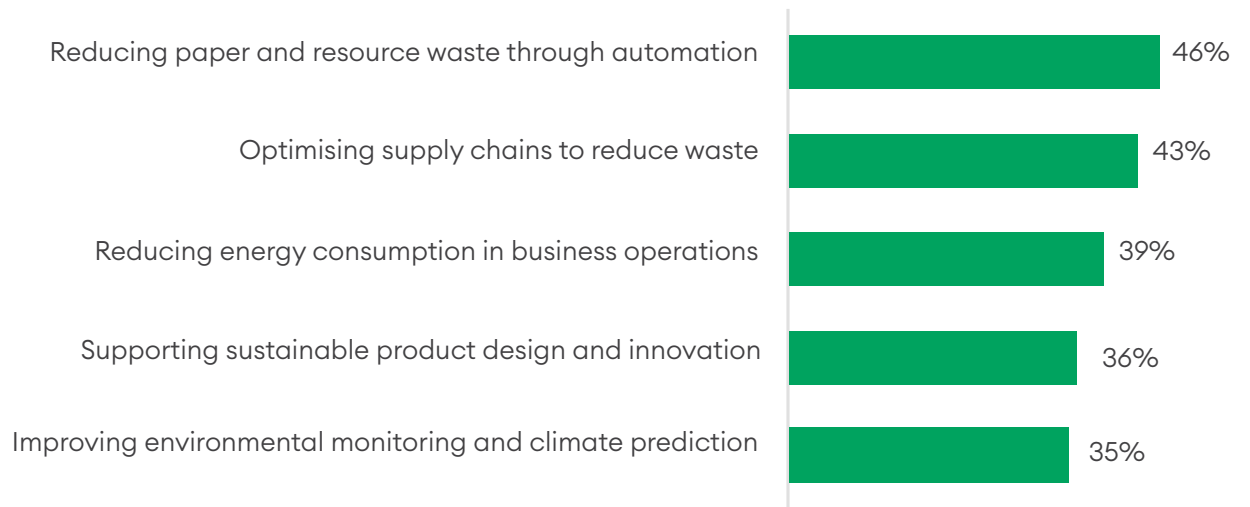 Reducing paper and resource waste through automation 46%
Optimising supply chains to reduce waste 43%
Reducing energy consumption in business operations 39%
Supporting sustainable product design and innovation 36%
Improving environmental monitoring and climate prediction 35%